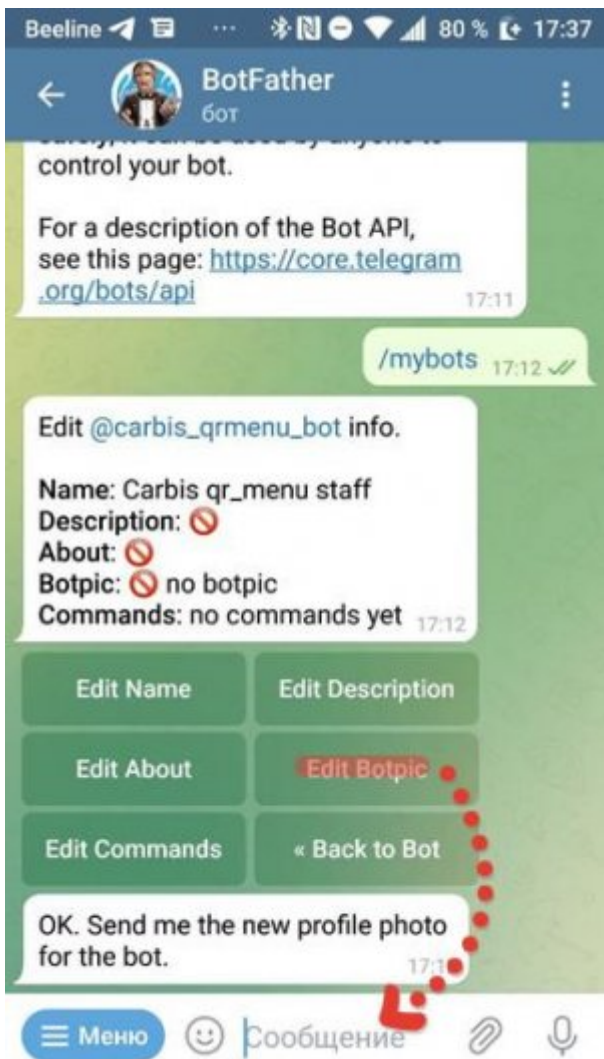 Beeline 80 % 17:37
BotFather
бот
control your bot.
For a description of the Bot API,
see this page: https://core.telegram
.org/bots/api 17:11
/mybots 17:12
Edit @carbis_qrmenu_bot info.
Name: Carbis qr_menu staff
Description:
About:
Botpic: no botpic
Commands: no commands yet 17:12
Edit Name Edit Description
Edit About Edit Botpic
Edit Commands « Back to Bot
OK. Send me the new profile photo
for the bot.
Меню Сообщение